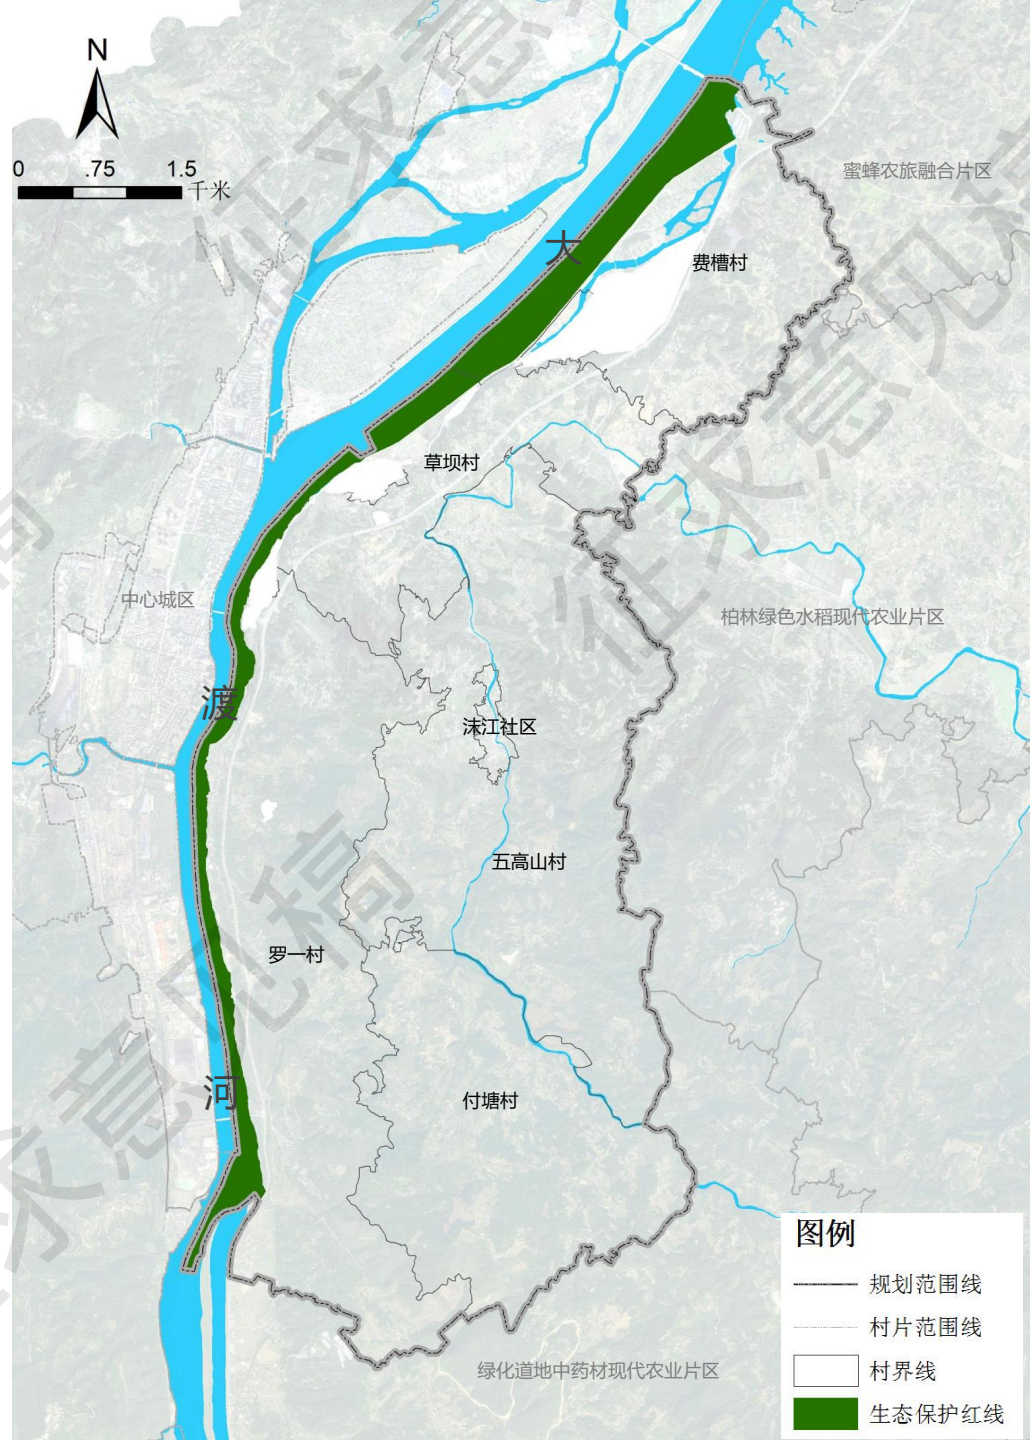 N
0 .75 1.5
千米
蜜蜂农旅融合片区
大
费槽村
草坝村
中心城区
柏林绿色水稻现代农业片区
渡
沫江社区
五高山村
罗一村
河
付塘村
绿化道地中药材现代农业片区
图例
规划范围线
村片范围线
村界线
生态保护红线
征求意见稿
征求意见稿
征求意见稿